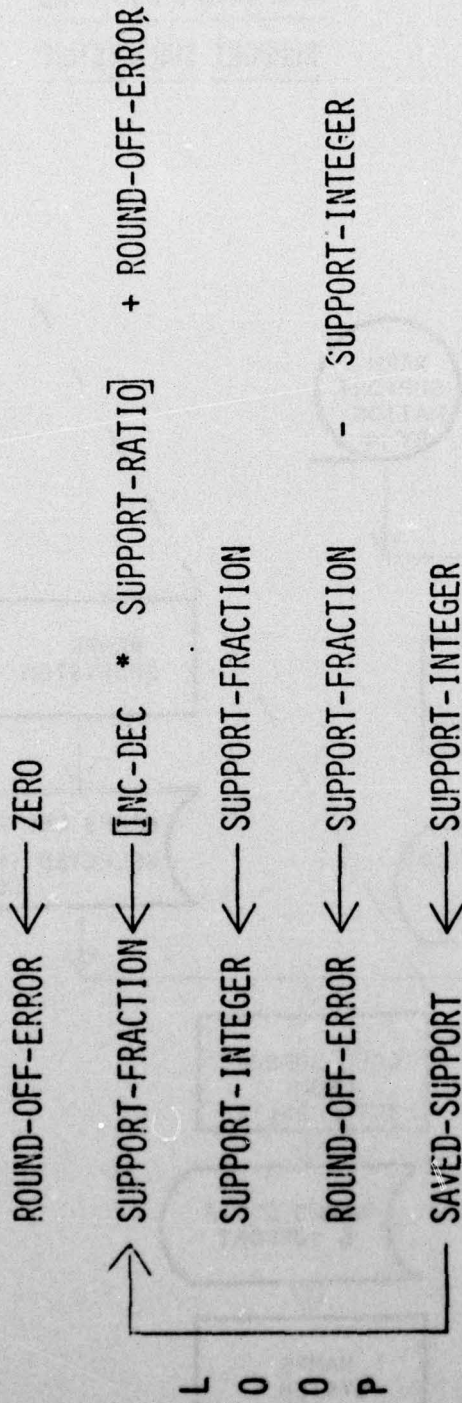 ROUND-OFF-ERROR ← ZERO
SUPPORT-FRACTION ← [INC-DEC * SUPPORT-RATIO] + ROUND-OFF-ERROR
SUPPORT-INTEGER ← SUPPORT-FRACTION
ROUND-OFF-ERROR ← SUPPORT-FRACTION - SUPPORT-INTEGER
SAVED-SUPPORT ← SUPPORT-INTEGER
LOOP